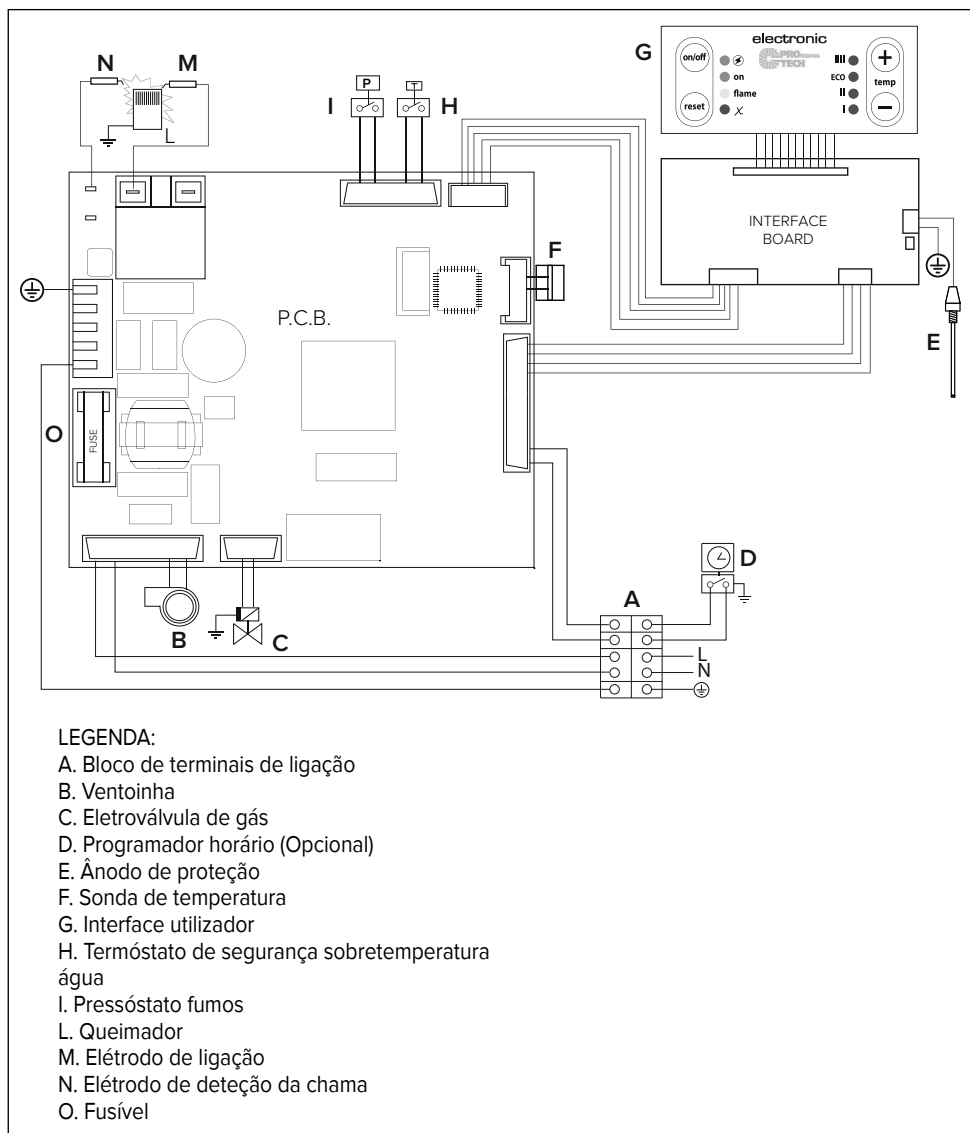 electronic
G
on/off
PROTECH
on
flame
reset
χ
IIII
ECO
II
I
+
temp
−
N
M
L
I
P
T
H
INTERFACE
BOARD
F
E
P.C.B.
O
FUSE
B
C
A
D
L
N
LEGENDA:
A. Bloco de terminais de ligação
B. Ventoinha
C. Eletroválvula de gás
D. Programador horário (Opcional)
E. Ânodo de proteção
F. Sonda de temperatura
G. Interface utilizador
H. Termóstato de segurança sobretemperatura
água
I. Pressóstato fumos
L. Queimador
M. Elétrodo de ligação
N. Elétrodo de deteção da chama
O. Fusível